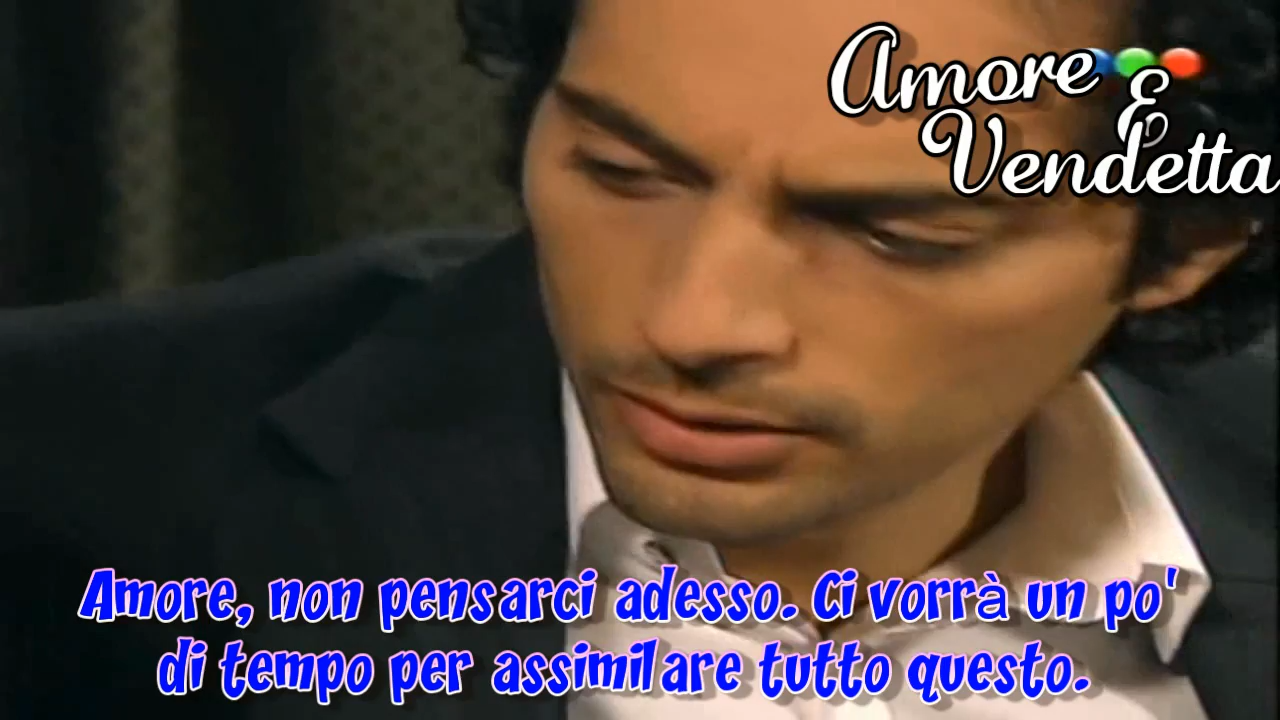 Amore
E
Vendetta
Amore, non pensarci adesso. Ci vorrà un po'
di tempo per assimilare tutto questo.